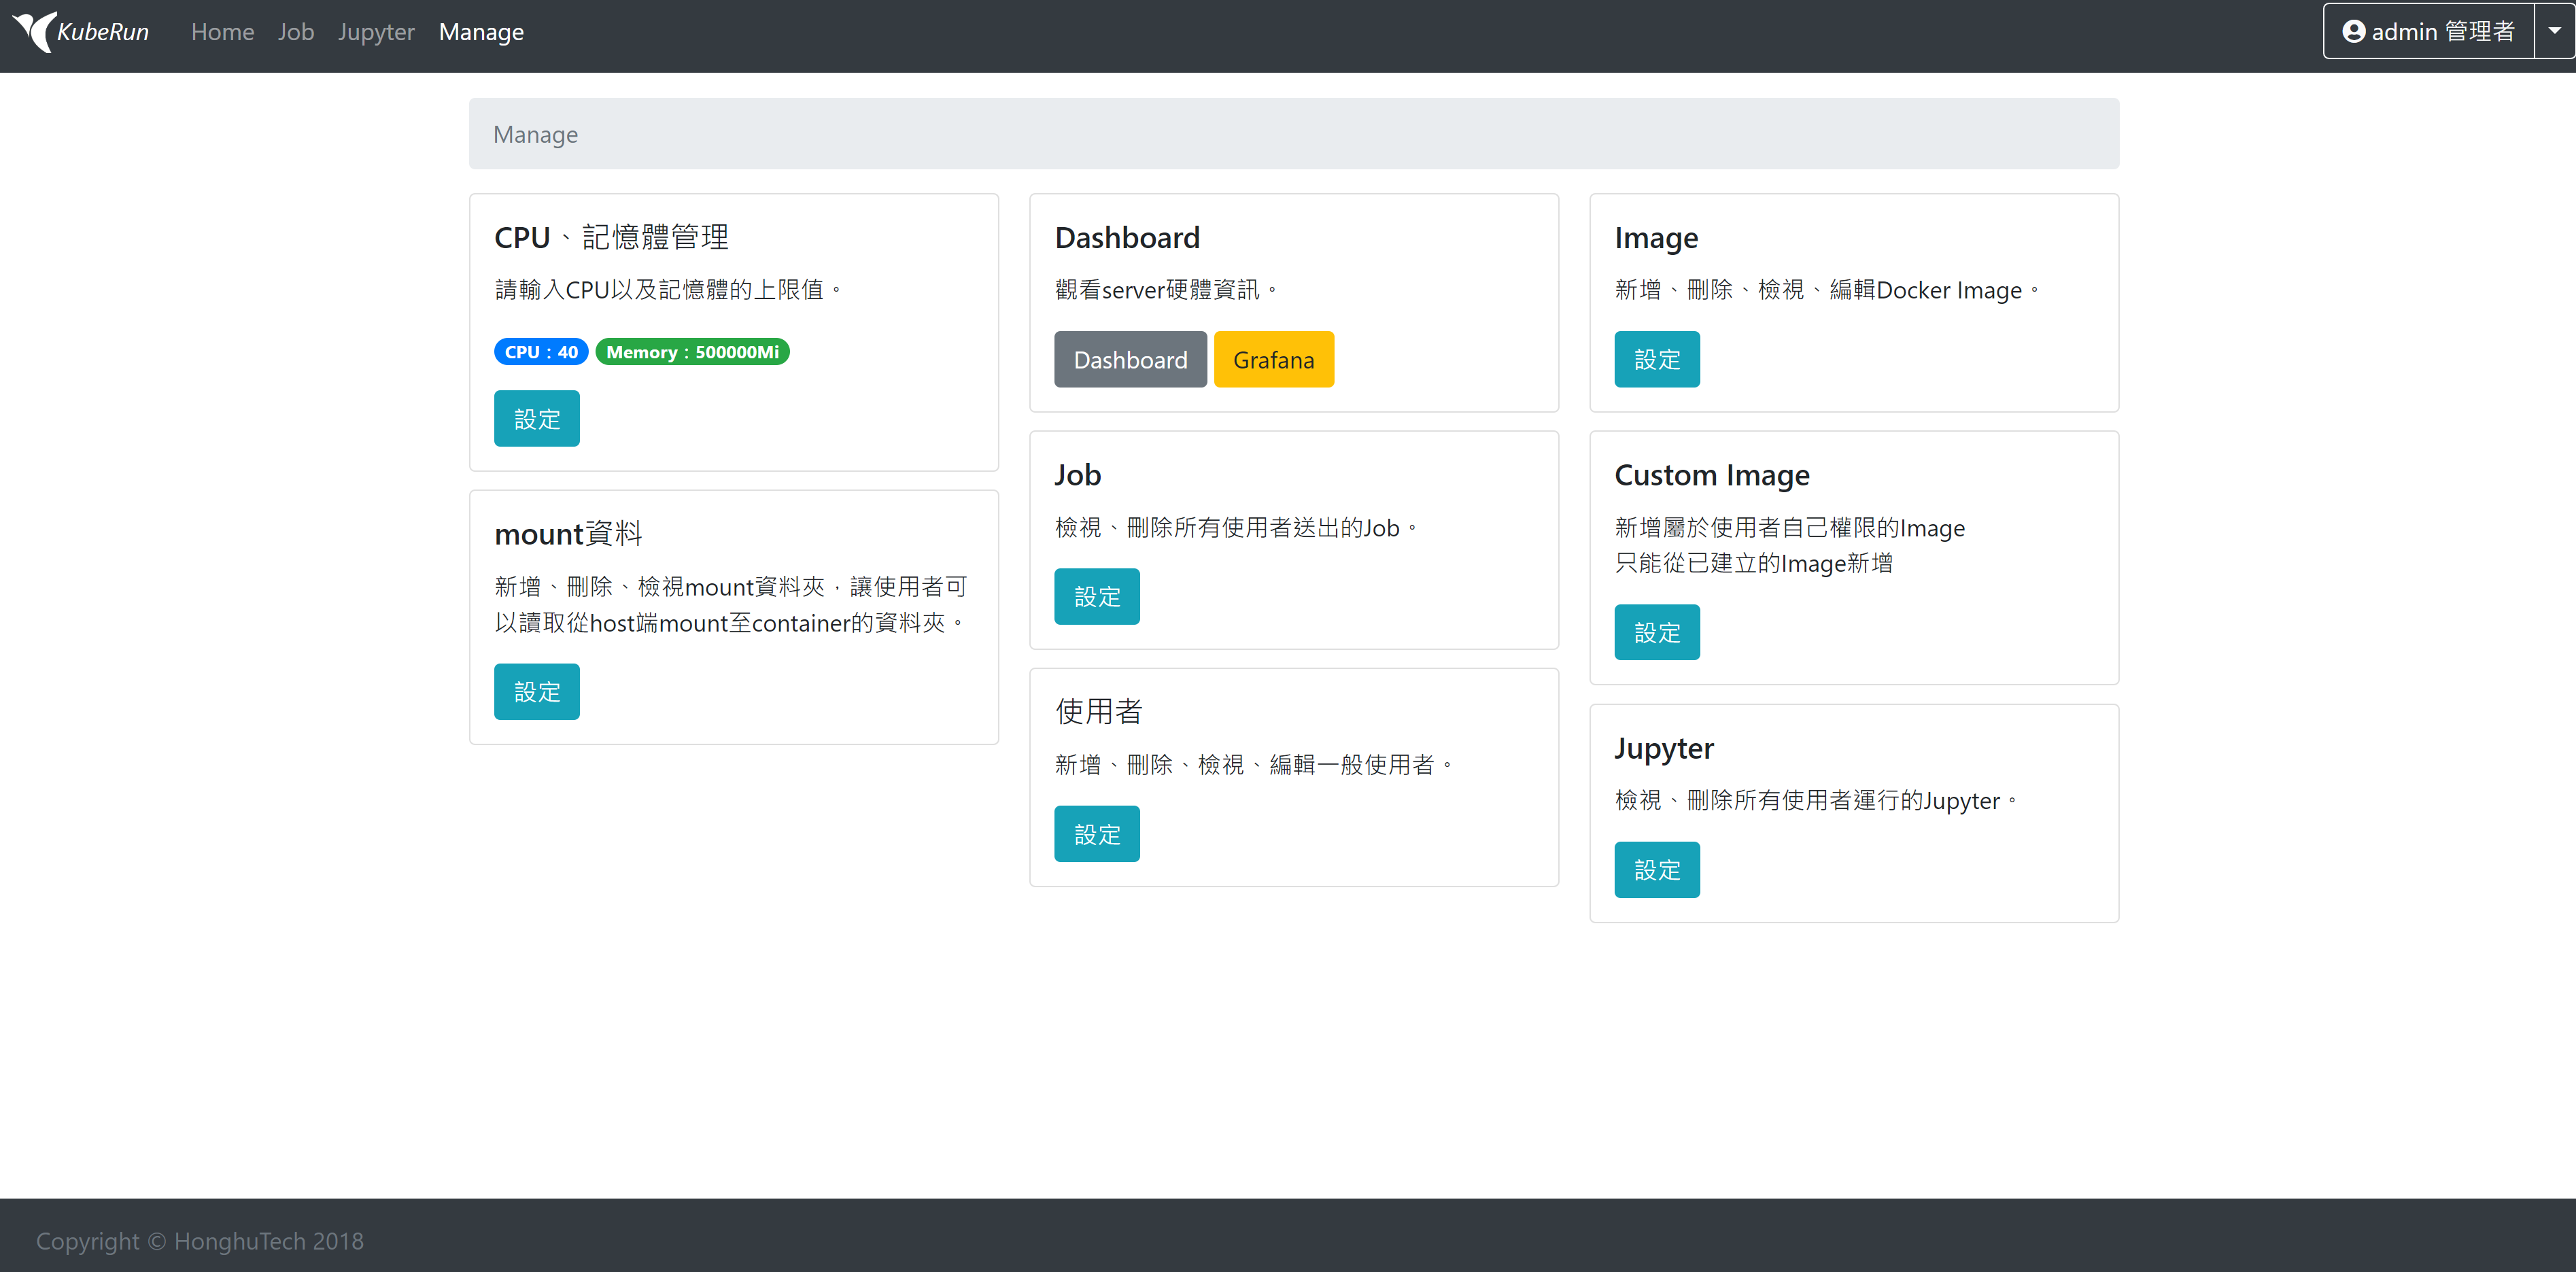 KubeRun
Home
Job
Jupyter
Manage
admin 管理者
Manage
CPU、記憶體管理
請輸入CPU以及記憶體的上限值。
CPU：40
Memory：500000Mi
設定
mount資料
新增、刪除、檢視mount資料夾，讓使用者可
以讀取從host端mount至container的資料夾。
設定
Dashboard
觀看server硬體資訊。
Dashboard
Grafana
Job
檢視、刪除所有使用者送出的Job。
設定
使用者
新增、刪除、檢視、編輯一般使用者。
設定
Image
新增、刪除、檢視、編輯Docker Image。
設定
Custom Image
新增屬於使用者自己權限的Image
只能從已建立的Image新增
設定
Jupyter
檢視、刪除所有使用者運行的Jupyter。
設定
Copyright © HonghuTech 2018